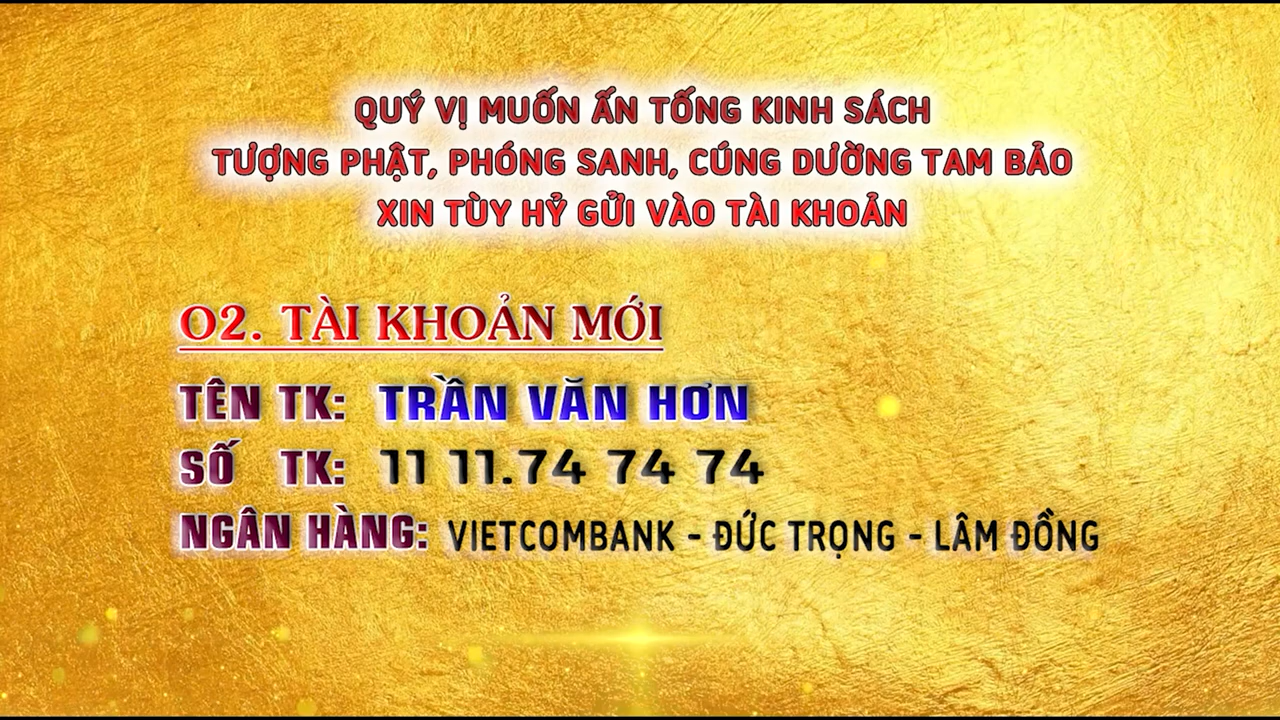 QUÝ VỊ MUỐN ẤN TỐNG KINH SÁCH
TƯỢNG PHẬT, PHÓNG SANH, CÚNG DƯỜNG TAM BẢO
XIN TÙY HỶ GỬI VÀO TÀI KHOẢN
02. TÀI KHOẢN MỚI
TÊN TK: TRẦN VĂN HƠN
SỐ TK: 11 11.74 74 74
NGÂN HÀNG: VIETCOMBANK - ĐỨC TRỌNG - LÂM ĐỒNG